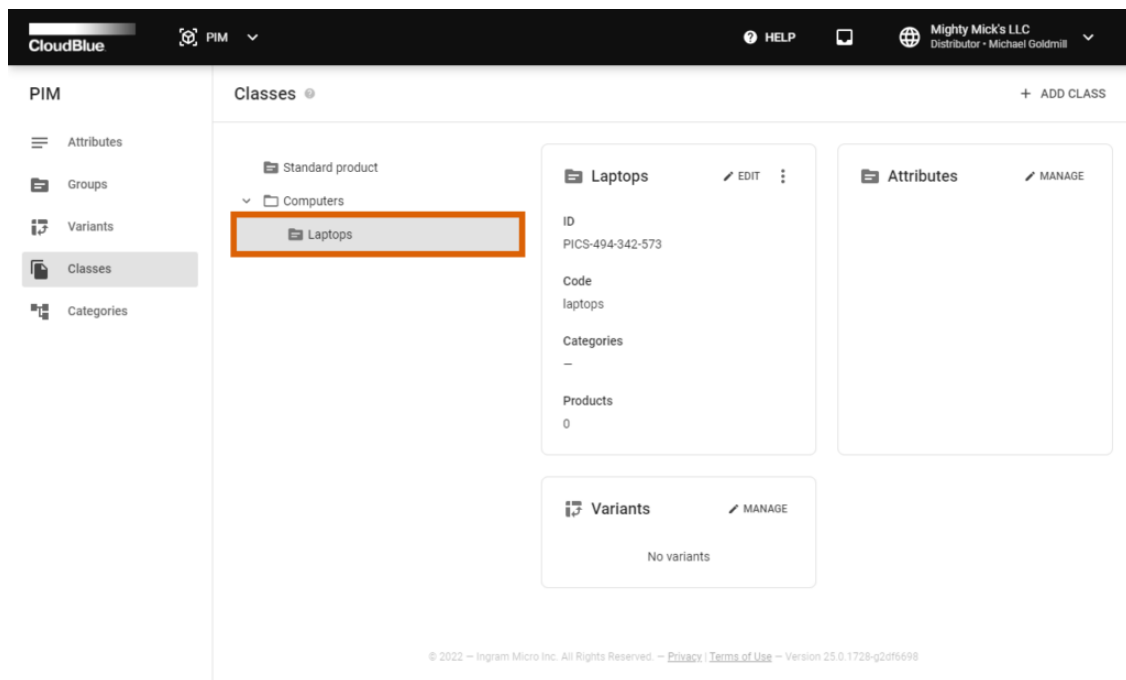 CloudBlue
PIM
HELP
Mighty Mick's LLC
Distributor • Michael Goldmill
PIM
Attributes
Groups
Variants
Classes
Categories
Classes
+ ADD CLASS
Standard product
Computers
Laptops
Laptops
EDIT
ID
PICS-494-342-573
Code
laptops
Categories
–
Products
0
Attributes
MANAGE
Variants
MANAGE
No variants
© 2022 – Ingram Micro Inc. All Rights Reserved. – Privacy | Terms of Use – Version 25.0.1728-g2df6698